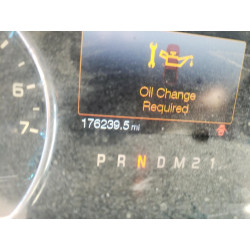 Oil Change
Required
6
7
176239.5 mi
P R N D M 2 1